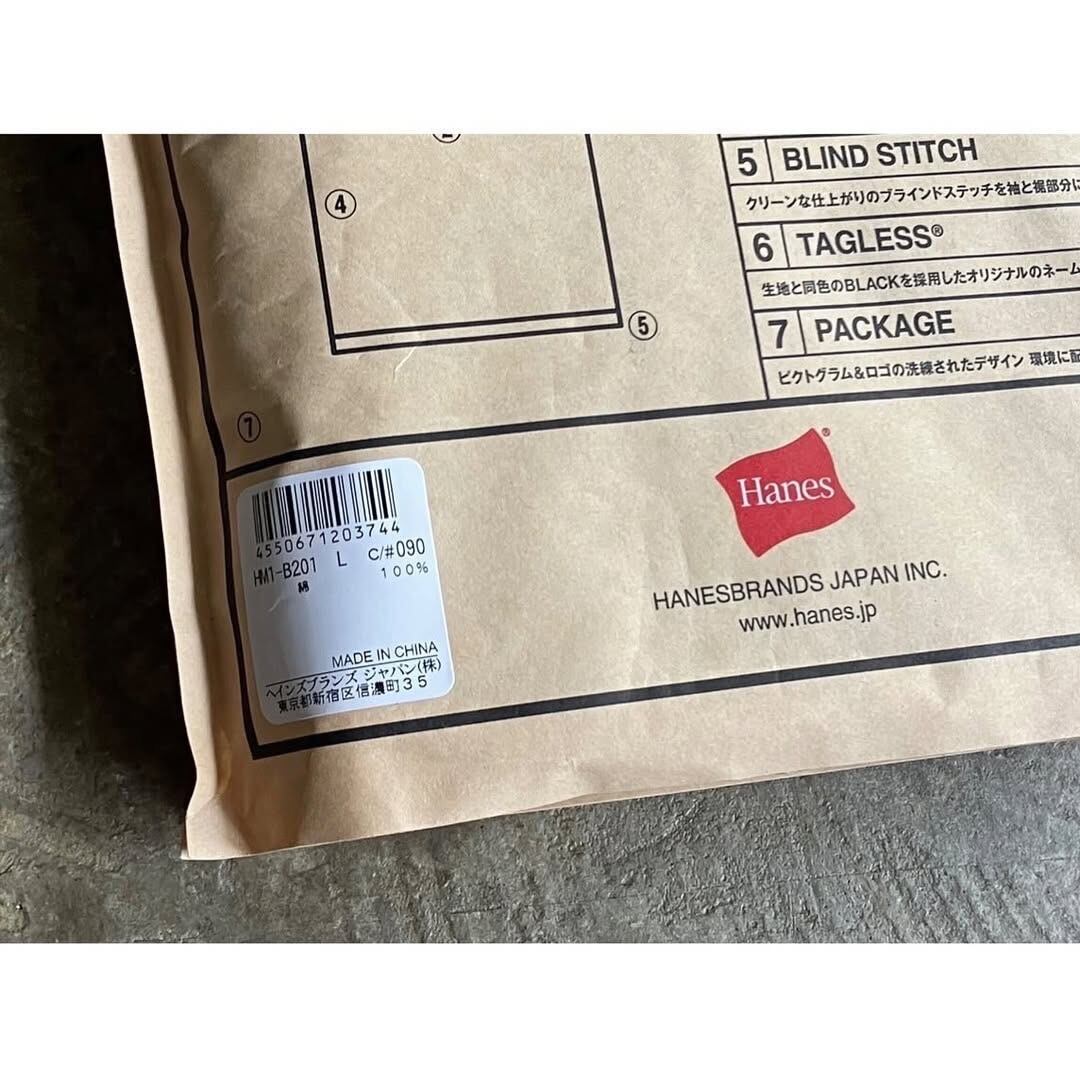 ④
⑤
⑦
5 BLIND STITCH
クリーンな仕上がりのブラインドステッチを袖と裾部分に
6 TAGLESS®
生地と同色のBLACKを採用したオリジナルのネーム
7 PACKAGE
ピクトグラム&ロゴの洗練されたデザイン 環境に配
Hanes®
HANESBRANDS JAPAN INC.
www.hanes.jp
4550671203744
HM1-B201 L C/#090
綿 100%
MADE IN CHINA
ヘインズブランズ ジャパン(株)
東京都新宿区信濃町35